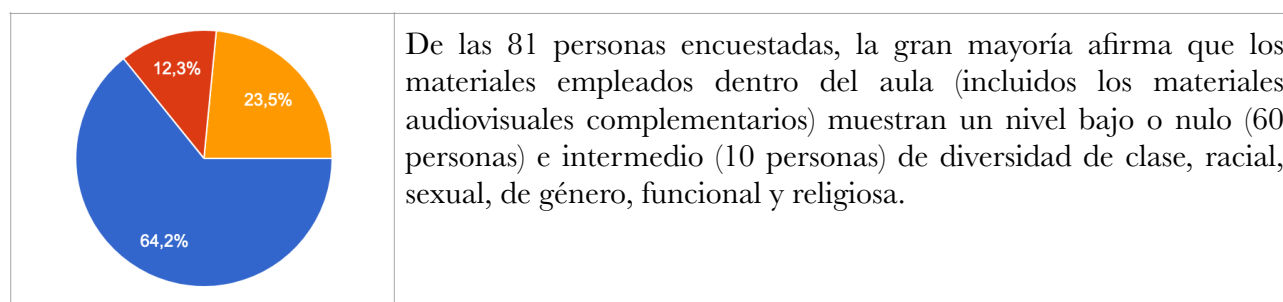 12,3%
23,5%
64,2%
De las 81 personas encuestadas, la gran mayoría afirma que los
materiales empleados dentro del aula (incluidos los materiales
audiovisuales complementarios) muestran un nivel bajo o nulo (60
personas) e intermedio (10 personas) de diversidad de clase, racial,
sexual, de género, funcional y religiosa.